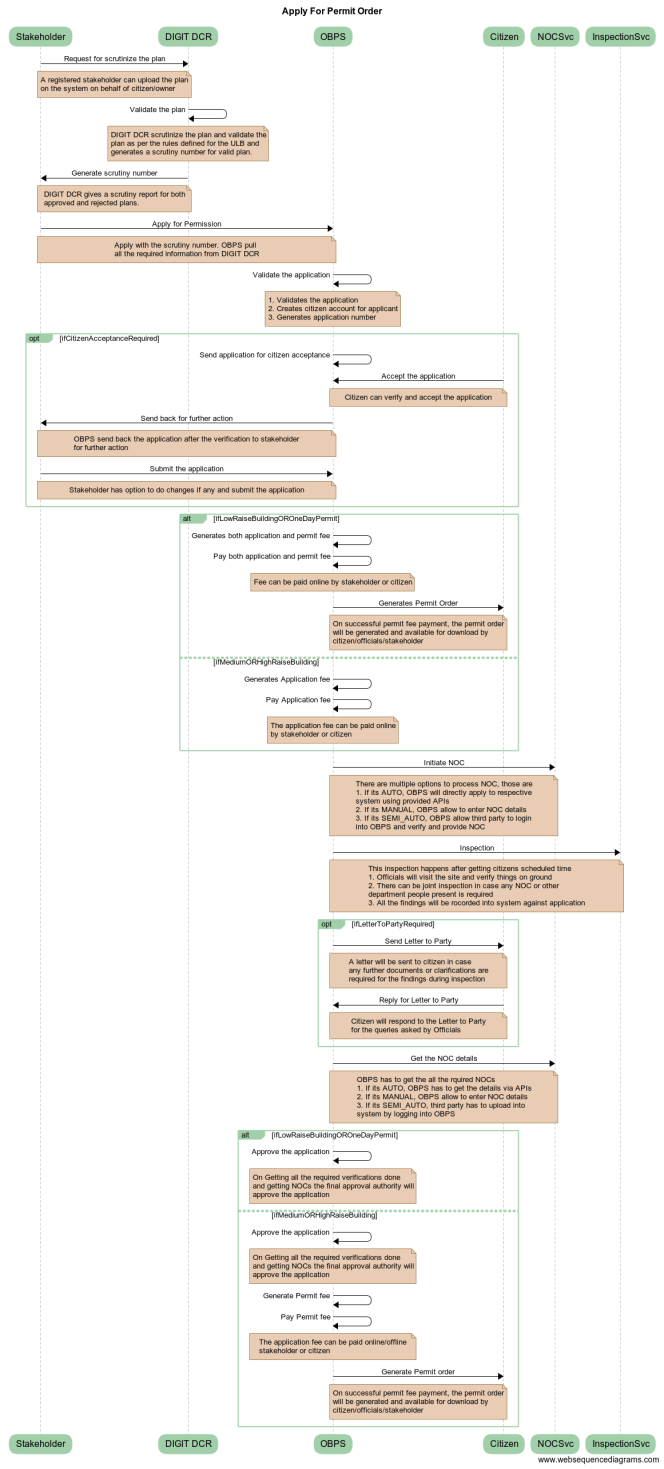 Apply For Permit Order
Stakeholder
DIGIT DCR
OBPS
Citizen
NOCSvc
InspectionSvc
Request for scrutinize the plan
A registered stakeholder can upload the plan
on the system on behalf of citizen/owner
Validate the plan
DIGIT DCR scrutinize the plan and validate the
plan as per the rules defined for the ULB and
generates a scrutiny number for valid plan.
Generate scrutiny number
DIGIT DCR gives a scrutiny report for both
approved and rejected plans.
Apply for Permission
Apply with the scrutiny number. OBPS pull
all the required information from DIGIT DCR
Validate the application
1. Validates the application
2. Creates citizen account for applicant
3. Generates application number
opt [ifCitizenAcceptanceRequired]
Send application for citizen acceptance
Accept the application
Citizen can verify and accept the application
Send back for further action
OBPS send back the application after the verification to stakeholder
for further action
Submit the application
Stakeholder has option to do changes if any and submit the application
alt [ifLowRaiseBuildingOROneDayPermit]
Generates both application and permit fee
Pay both application and permit fee
Fee can be paid online by stakeholder or citizen
Generates Permit Order
On successful permit fee payment, the permit order
will be generated and available for download by
citizen/officials/stakeholder
[ifMediumORHighRaiseBuilding]
Generates Application fee
Pay Application fee
The application fee can be paid online
by stakeholder or citizen
Initiate NOC
There are multiple options to process NOC, those are
1. If its AUTO, OBPS will directly apply to respective
system using provided APIs
2. If its MANUAL, OBPS allow to enter NOC details
3. If its SEMI_AUTO, OBPS allow third party to login
into OBPS and verify and provide NOC
Inspection
This inspection happens after getting citizens scheduled time
1. Officials will visit the site and verify things on ground
2. There can be joint inspection in case any NOC or other
department people present is required
3. All the findings will be rocorded into system against application
opt [ifLetterToPartyRequired]
Send Letter to Party
A letter will be sent to citizen in case
any further documents or clarifications are
required for the findings during inspection
Reply for Letter to Party
Citizen will respond to the Letter to Party
for the queries asked by Officials
Get the NOC details
OBPS has to get the all the rquired NOCs
1. If its AUTO, OBPS has to get the details via APIs
2. If its MANUAL, OBPS allow to enter NOC details
3. If its SEMI_AUTO, third party has to upload into
system by logging into OBPS
alt [ifLowRaiseBuildingOROneDayPermit]
Approve the application
On Getting all the required verifications done
and getting NOCs the final approval authority will
approve the application
[ifMediumORHighRaiseBuilding]
Approve the application
On Getting all the required verifications done
and getting NOCs the final approval authority will
approve the application
Generate Permit fee
Pay Permit fee
The application fee can be paid online/offline
stakeholder or citizen
Generate Permit order
On successful permit fee payment, the permit order
will be generated and available for download by
citizen/officials/stakeholder
Stakeholder
DIGIT DCR
OBPS
Citizen
NOCSvc
InspectionSvc
www.websequencediagrams.com